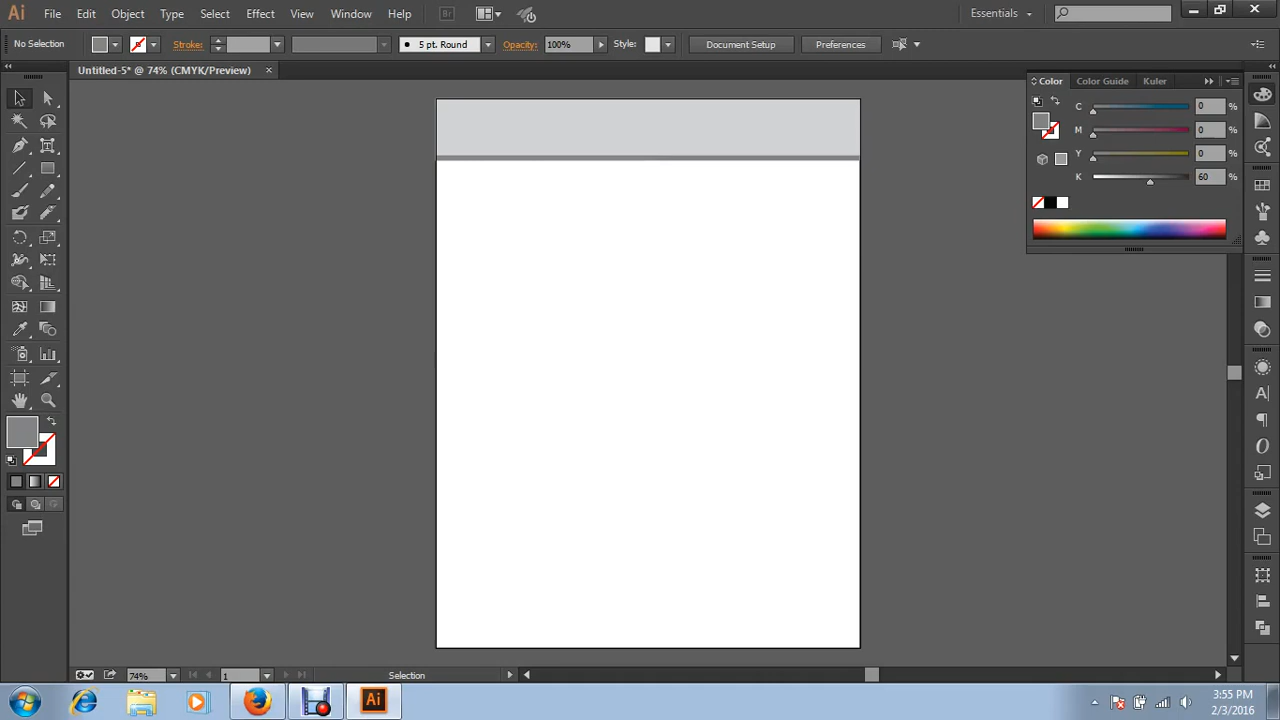 Ai File Edit Object Type Select Effect View Window Help Br Essentials
No Selection Stroke: 5 pt. Round Opacity: 100% Style: Document Setup Preferences
Untitled-5* @ 74% (CMYK/Preview) ×
Color Color Guide Kuler
C 0 %
M 0 %
Y 0 %
K 60 %
74% 1 Selection
Ai
3:55 PM
2/3/2016